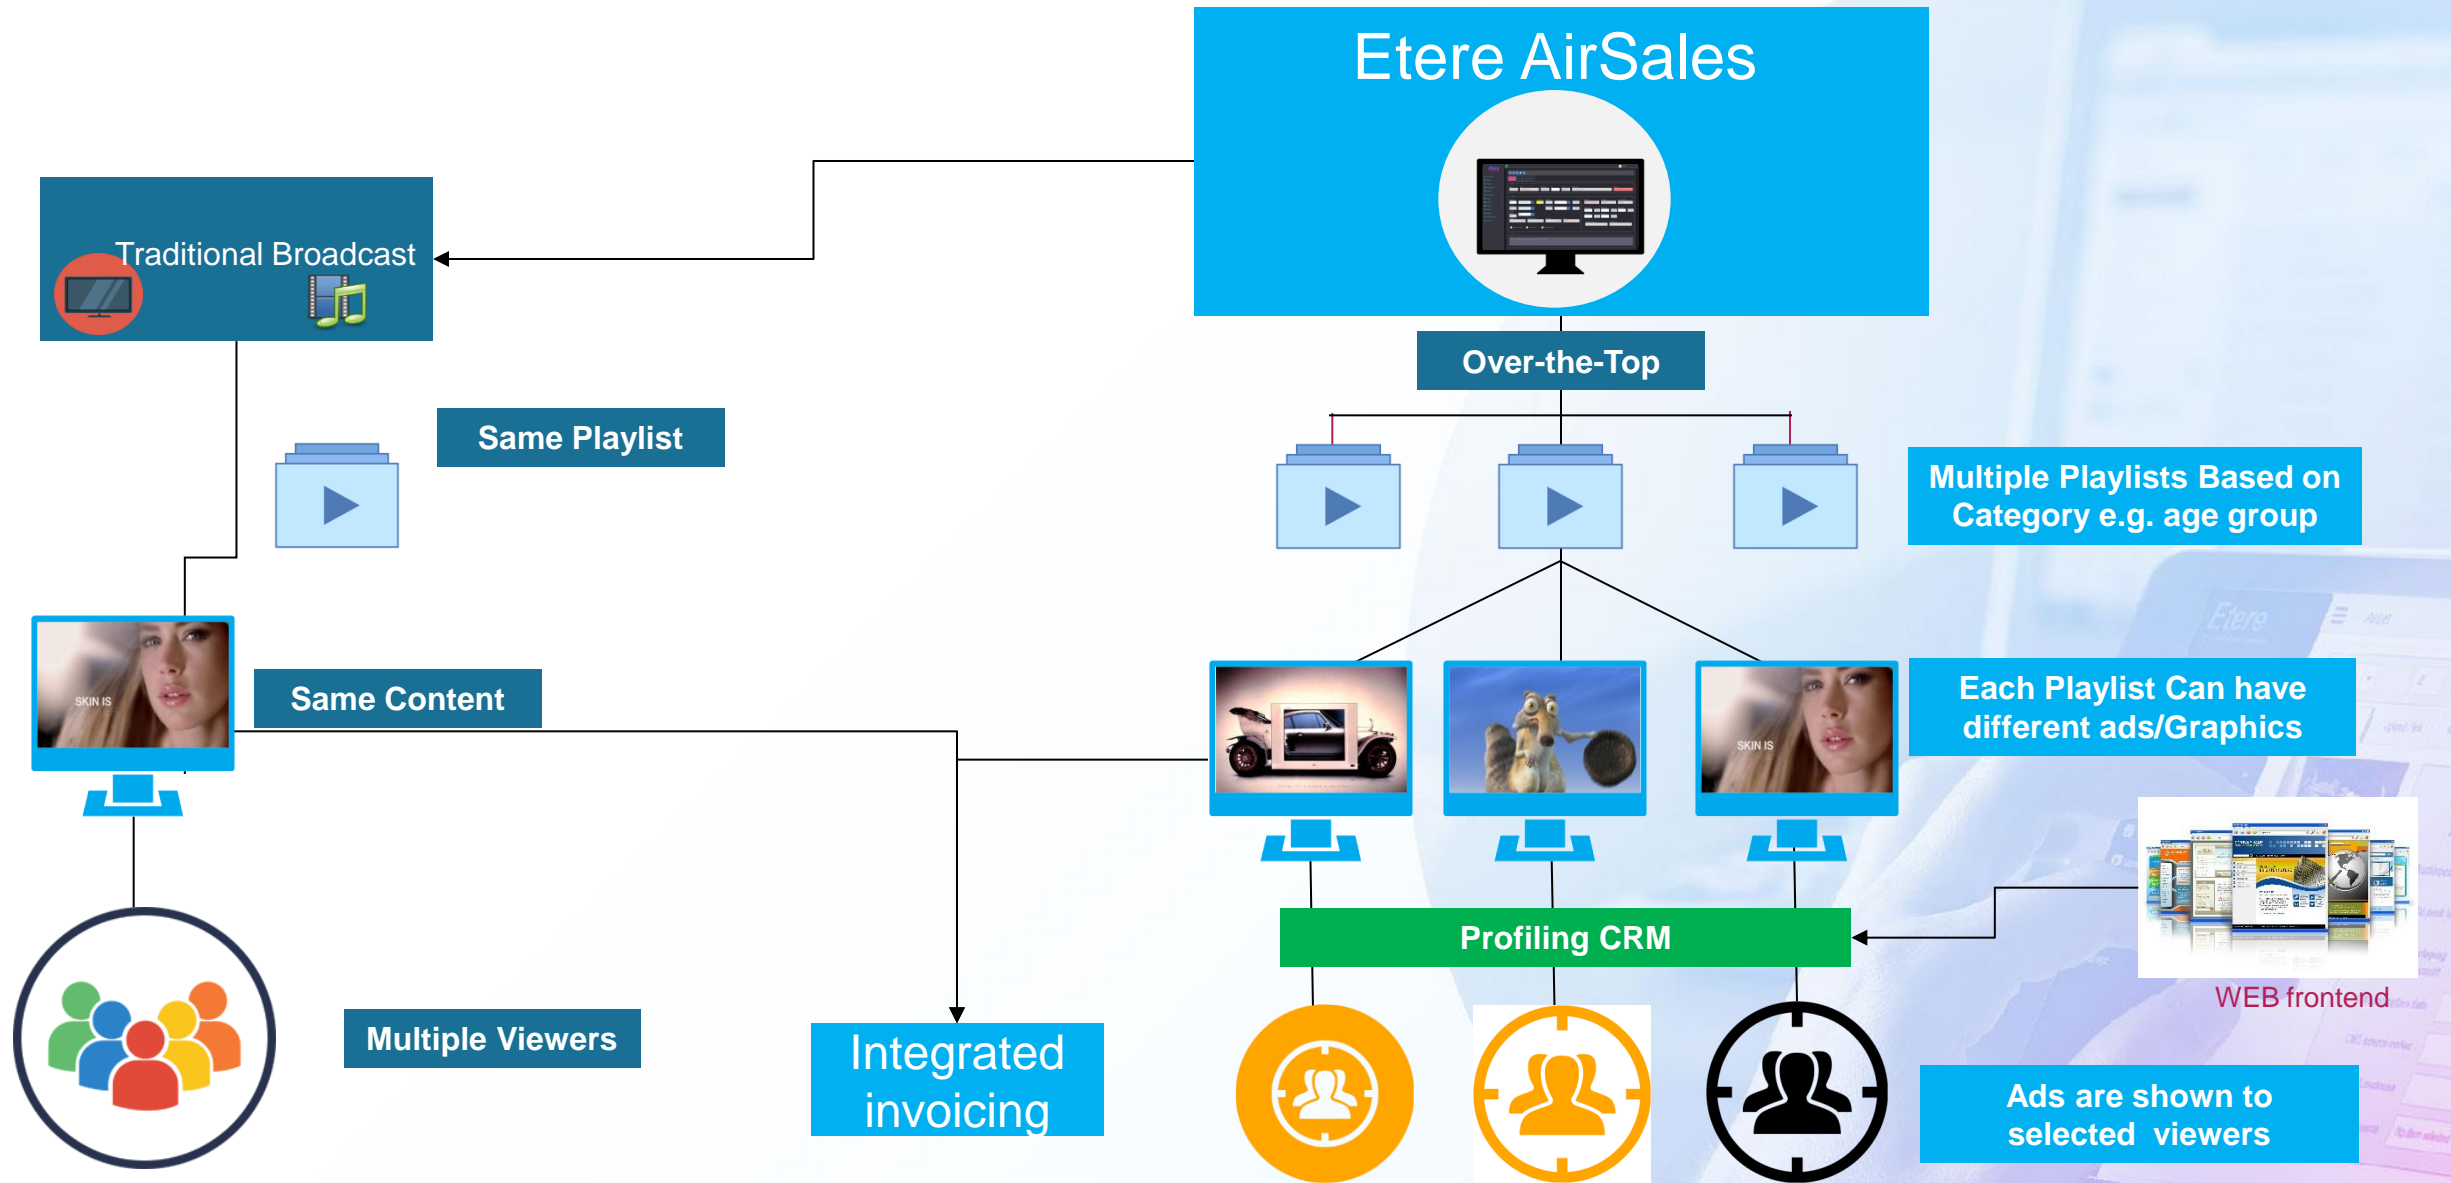 Etere AirSales
Traditional Broadcast
Over-the-Top
Same Playlist
Multiple Playlists Based on
Category e.g. age group
SKIN IS
Same Content
SKIN IS
Each Playlist Can have
different ads/Graphics
Etere
Profiling CRM
WEB frontend
Multiple Viewers
Integrated
invoicing
Ads are shown to
selected  viewers